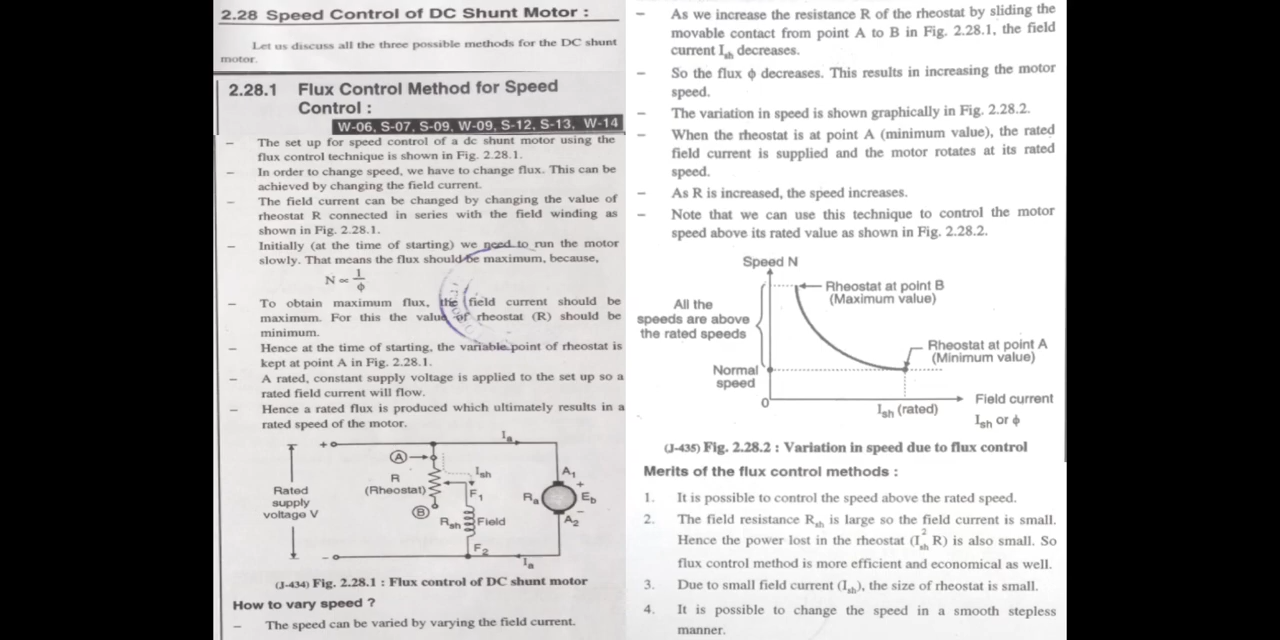 2.28 Speed Control of DC Shunt Motor :
Let us discuss all the three possible methods for the DC shunt
motor.
2.28.1 Flux Control Method for Speed
Control :
W-06, S-07, S-09, W-09, S-12, S-13, W-14
– The set up for speed control of a dc shunt motor using the
flux control technique is shown in Fig. 2.28.1.
– In order to change speed, we have to change flux. This can be
achieved by changing the field current.
– The field current can be changed by changing the value of
rheostat R connected in series with the field winding as
shown in Fig. 2.28.1.
– Initially (at the time of starting) we need to run the motor
slowly. That means the flux should be maximum, because,
N ∝ 1/ϕ
– To obtain maximum flux, the field current should be
maximum. For this the value of rheostat (R) should be
minimum.
– Hence at the time of starting, the variable point of rheostat is
kept at point A in Fig. 2.28.1.
– A rated, constant supply voltage is applied to the set up so a
rated field current will flow.
– Hence a rated flux is produced which ultimately results in a
rated speed of the motor.
+
Ia
A
Ish
A1
R
(Rheostat)
F1
+
Rated
supply
voltage V
Ra
Eb
B
Rsh
Field
A2
–
F2
–
Ia
(J-434) Fig. 2.28.1 : Flux control of DC shunt motor
How to vary speed ?
– The speed can be varied by varying the field current.
– As we increase the resistance R of the rheostat by sliding the
movable contact from point A to B in Fig. 2.28.1, the field
current Ish decreases.
– So the flux ϕ decreases. This results in increasing the motor
speed.
– The variation in speed is shown graphically in Fig. 2.28.2.
– When the rheostat is at point A (minimum value), the rated
field current is supplied and the motor rotates at its rated
speed.
– As R is increased, the speed increases.
– Note that we can use this technique to control the motor
speed above its rated value as shown in Fig. 2.28.2.
Speed N
Rheostat at point B
(Maximum value)
All the
speeds are above
the rated speeds
Rheostat at point A
(Minimum value)
Normal
speed
0
Ish (rated)
Field current
Ish or ϕ
(J-435) Fig. 2.28.2 : Variation in speed due to flux control
Merits of the flux control methods :
1. It is possible to control the speed above the rated speed.
2. The field resistance Rsh is large so the field current is small.
Hence the power lost in the rheostat (I²sh R) is also small. So
flux control method is more efficient and economical as well.
3. Due to small field current (Ish), the size of rheostat is small.
4. It is possible to change the speed in a smooth stepless
manner.